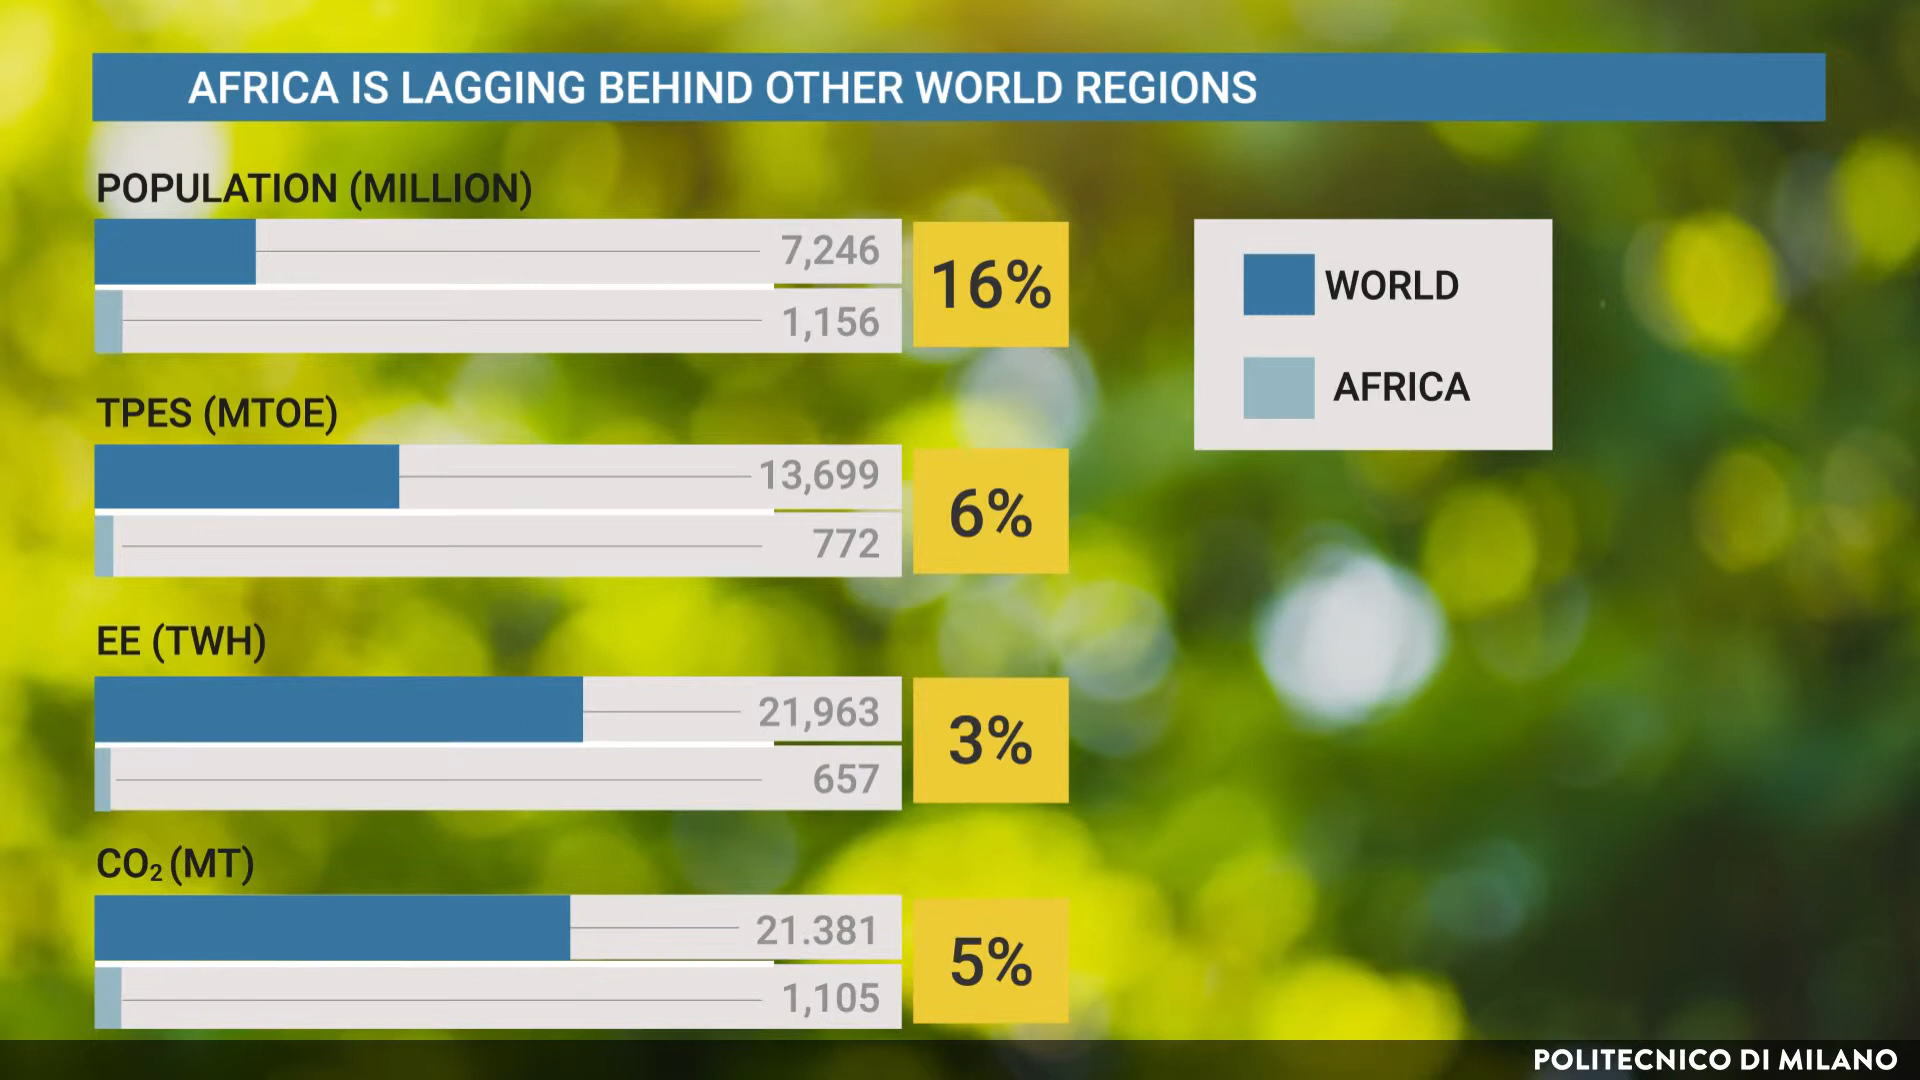 AFRICA IS LAGGING BEHIND OTHER WORLD REGIONS
POPULATION (MILLION)
7,246
1,156
16%
WORLD
AFRICA
TPES (MTOE)
13,699
772
6%
EE (TWH)
21,963
657
3%
CO₂ (MT)
21.381
1,105
5%
POLITECNICO DI MILANO